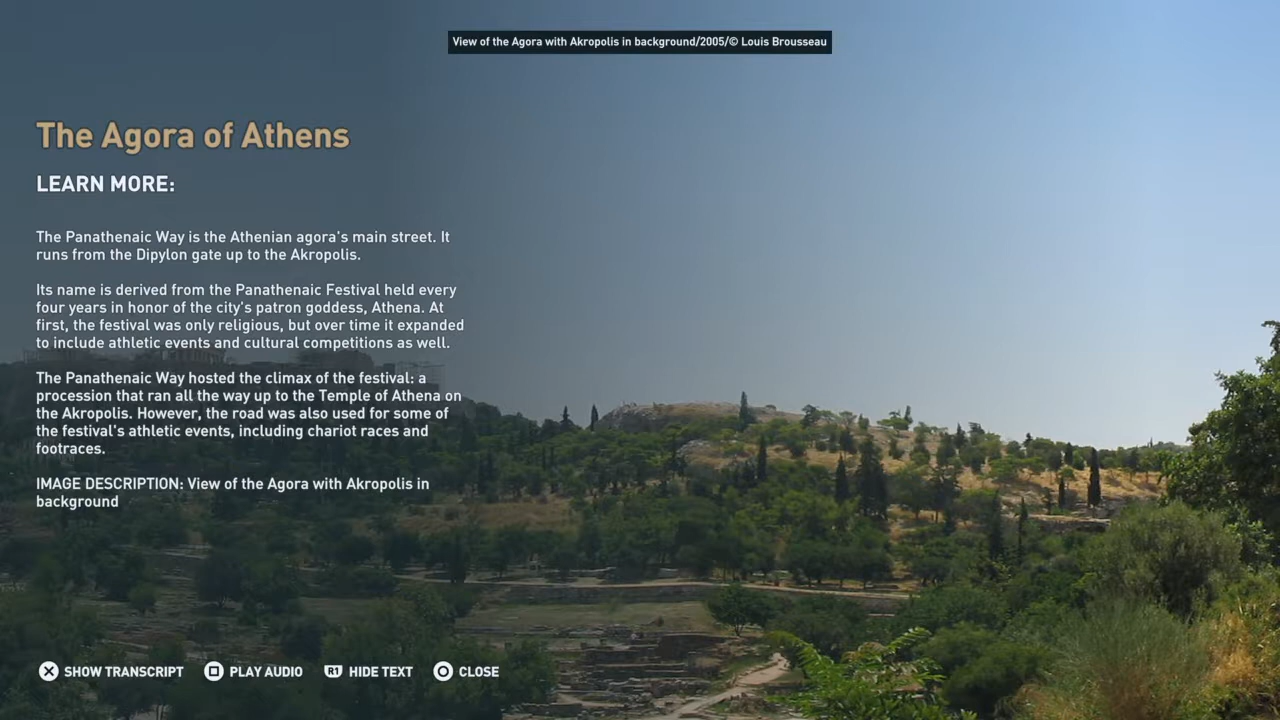 View of the Agora with Akropolis in background/2005/© Louis Brousseau
The Agora of Athens
LEARN MORE:
The Panathenaic Way is the Athenian agora's main street. It
runs from the Dipylon gate up to the Akropolis.
Its name is derived from the Panathenaic Festival held every
four years in honor of the city's patron goddess, Athena. At
first, the festival was only religious, but over time it expanded
to include athletic events and cultural competitions as well.
The Panathenaic Way hosted the climax of the festival: a
procession that ran all the way up to the Temple of Athena on
the Akropolis. However, the road was also used for some of
the festival's athletic events, including chariot races and
footraces.
IMAGE DESCRIPTION: View of the Agora with Akropolis in
background
SHOW TRANSCRIPT PLAY AUDIO R1 HIDE TEXT CLOSE